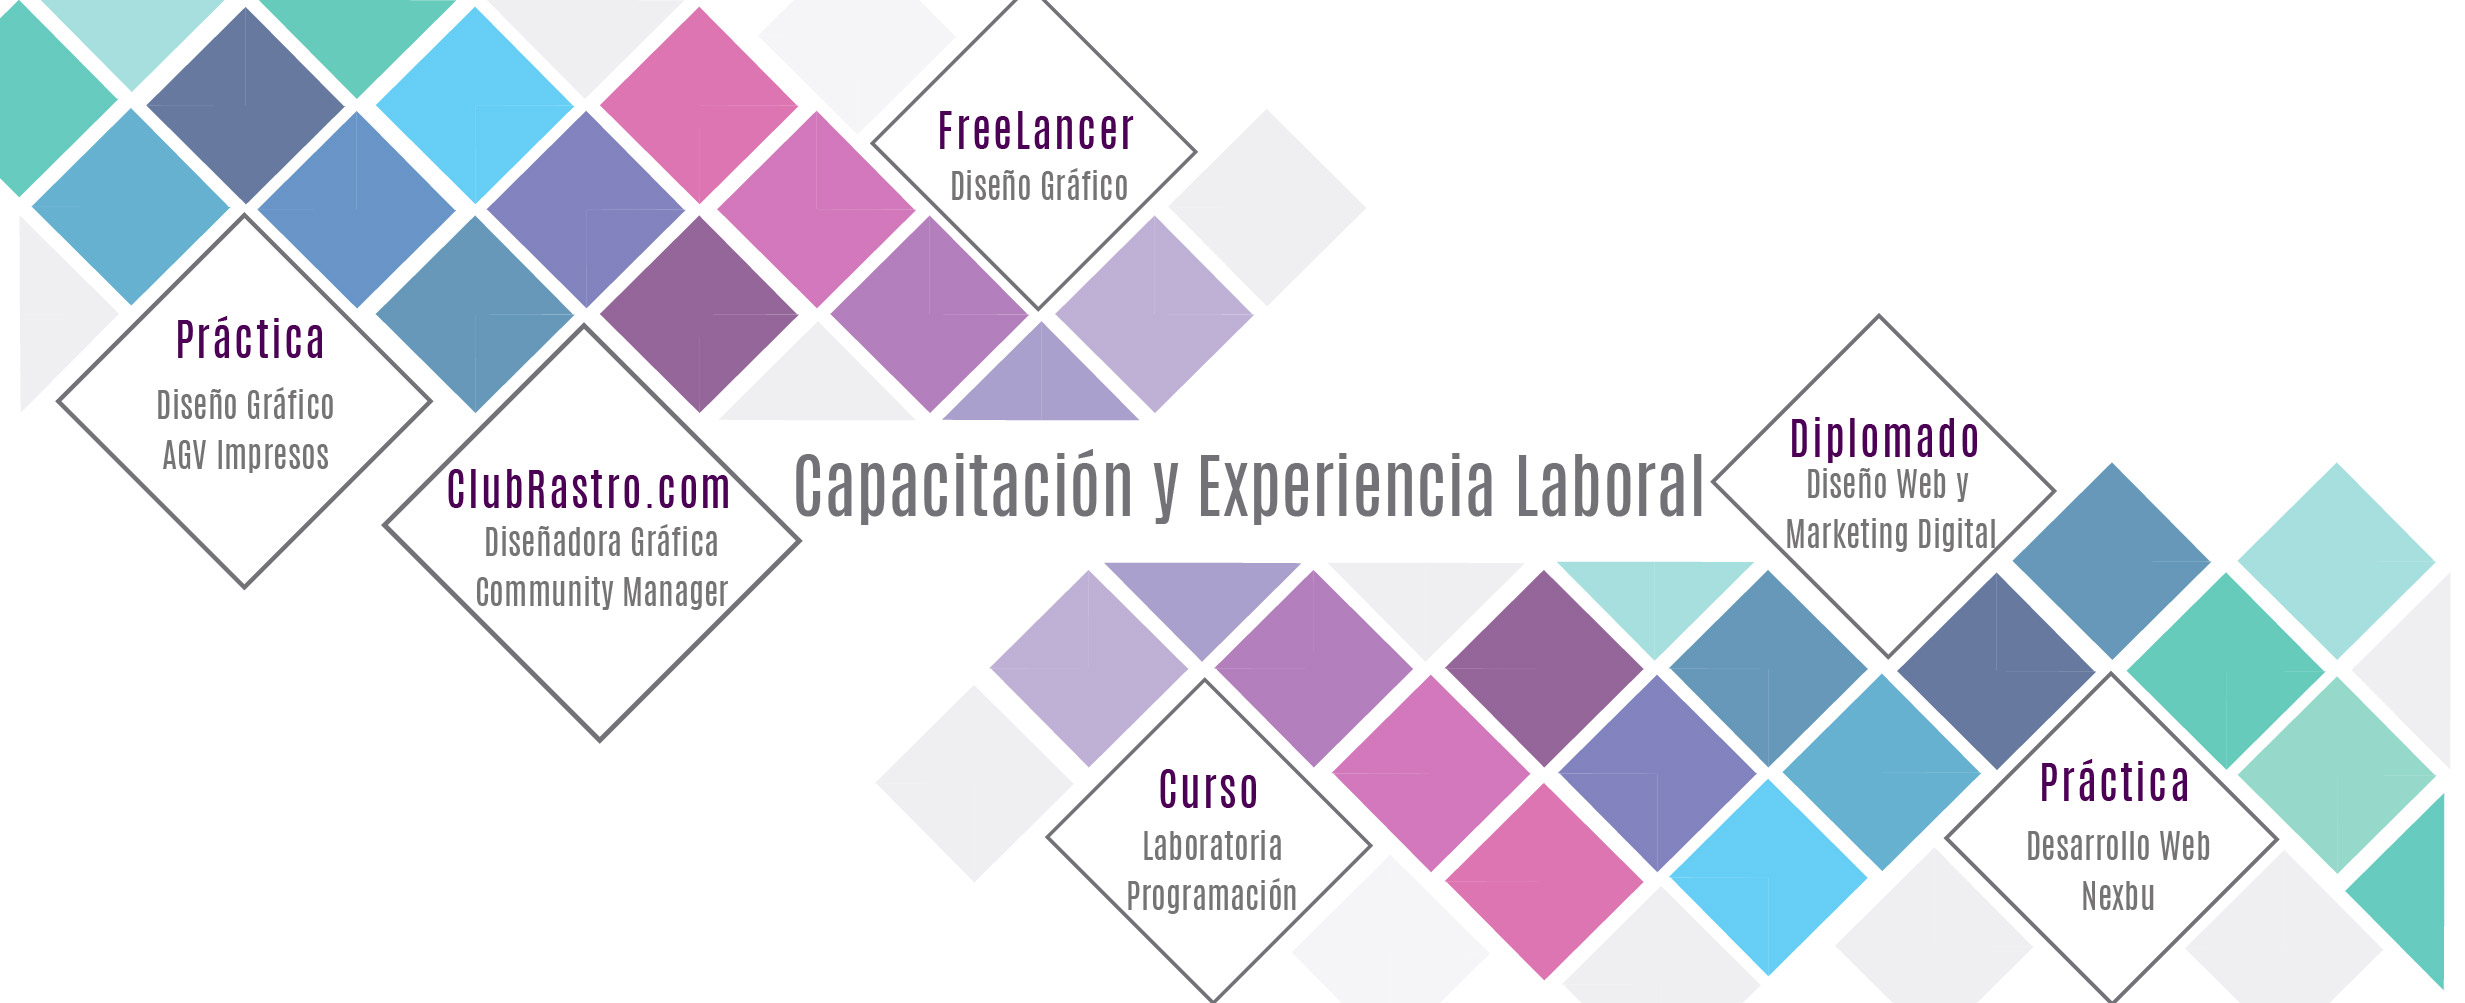 FreeLancer
Diseño Gráfico
Práctica
Diseño Gráfico
AGV Impresos
ClubRastro.com
Diseñadora Gráfica
Community Manager
Capacitación y Experiencia Laboral
Diplomado
Diseño Web y
Marketing Digital
Curso
Laboratoria
Programación
Práctica
Desarrollo Web
Nexbu